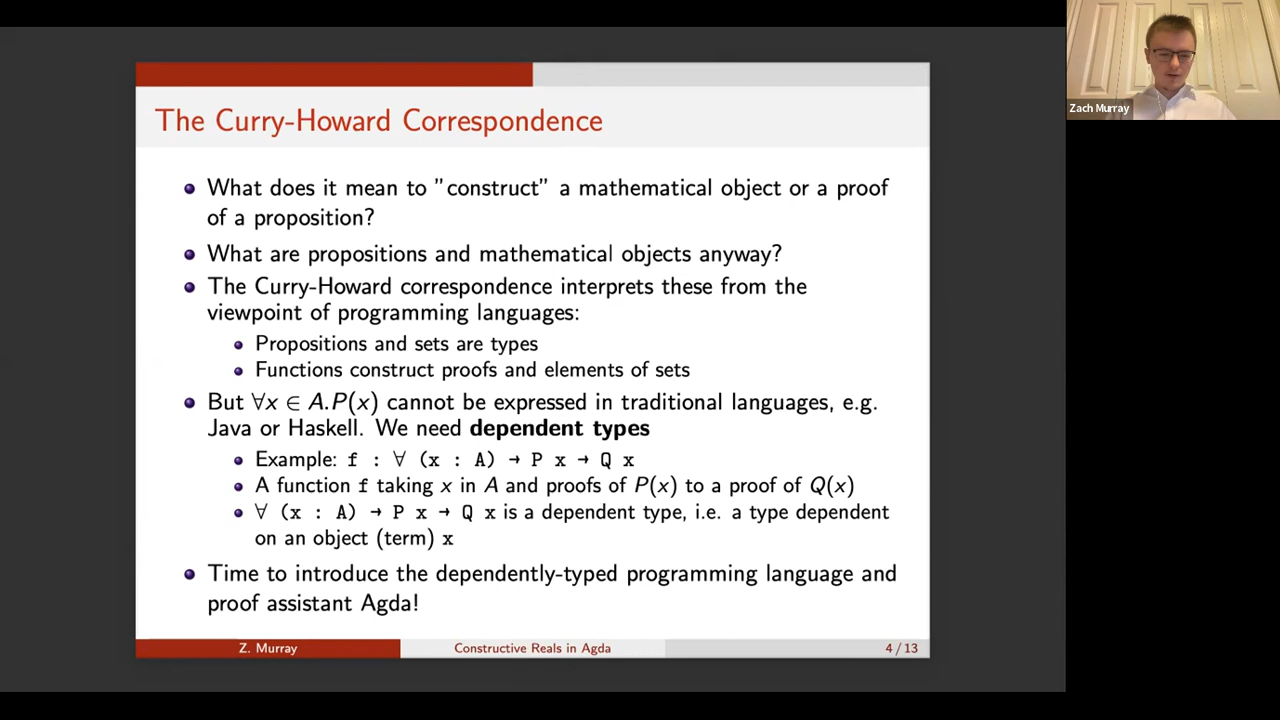 The Curry-Howard Correspondence
What does it mean to ”construct” a mathematical object or a proof
of a proposition?
What are propositions and mathematical objects anyway?
The Curry-Howard correspondence interprets these from the
viewpoint of programming languages:
Propositions and sets are types
Functions construct proofs and elements of sets
But ∀x ∈ A.P(x) cannot be expressed in traditional languages, e.g.
Java or Haskell. We need dependent types
Example: f : ∀ (x : A) → P x → Q x
A function f taking x in A and proofs of P(x) to a proof of Q(x)
∀ (x : A) → P x → Q x is a dependent type, i.e. a type dependent
on an object (term) x
Time to introduce the dependently-typed programming language and
proof assistant Agda!
Z. Murray Constructive Reals in Agda 4 / 13
Zach Murray